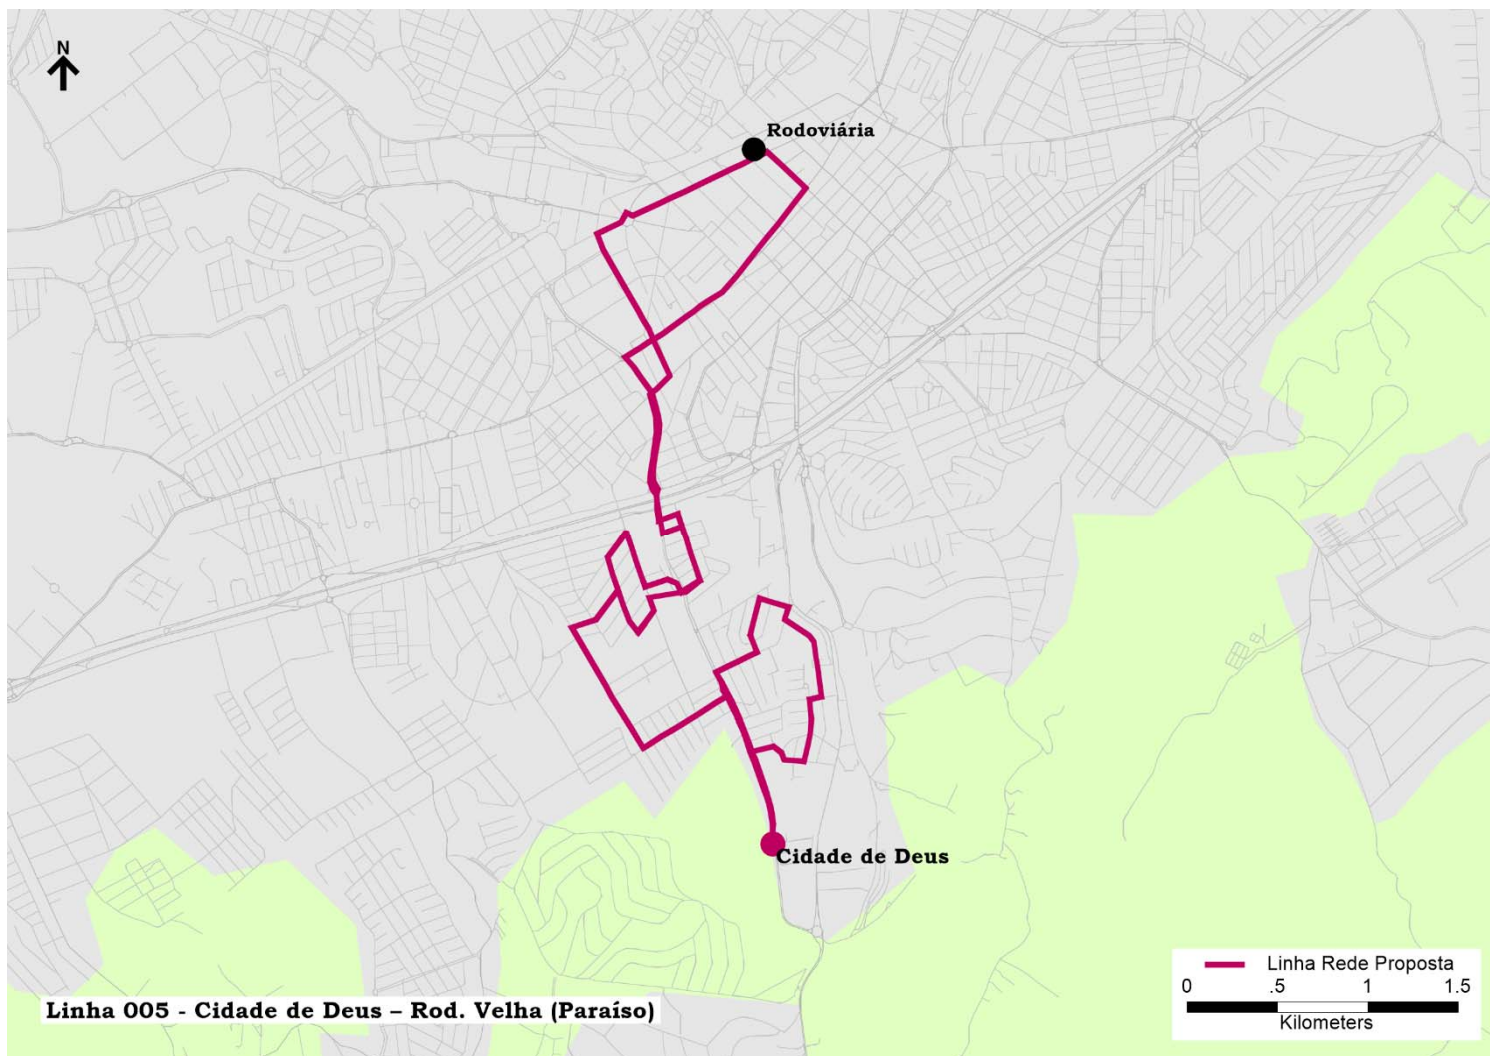 N
Rodoviária
Cidade de Deus
Linha Rede Proposta
0 .5 1 1.5
Kilometers
Linha 005 - Cidade de Deus – Rod. Velha (Paraíso)